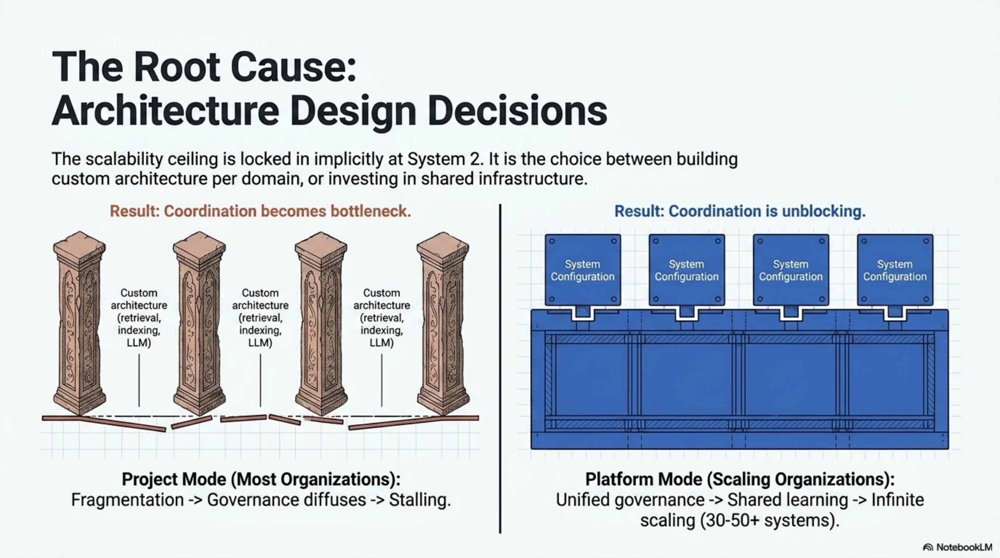 The Root Cause:
Architecture Design Decisions
The scalability ceiling is locked in implicitly at System 2. It is the choice between building
custom architecture per domain, or investing in shared infrastructure.
Result: Coordination becomes bottleneck.
Custom
architecture
(retrieval,
indexing,
LLM)
Custom
architecture
(retrieval,
indexing,
LLM)
Custom
architecture
(retrieval,
indexing,
LLM)
Project Mode (Most Organizations):
Fragmentation -> Governance diffuses -> Stalling.
Result: Coordination is unblocking.
System
Configuration
System
Configuration
System
Configuration
System
Configuration
Platform Mode (Scaling Organizations):
Unified governance -> Shared learning -> Infinite
scaling (30-50+ systems).
NotebookLM